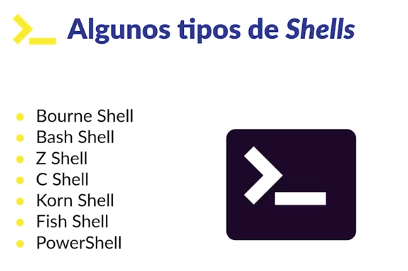 Algunos tipos de Shells
Bourne Shell
Bash Shell
Z Shell
C Shell
Korn Shell
Fish Shell
PowerShell